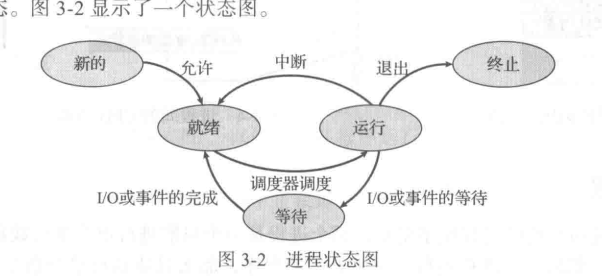 态。图 3-2 显示了一个状态图。
新的
允许
中断
退出
终止
就绪
运行
调度器调度
I/O或事件的完成
I/O或事件的等待
等待
图 3-2 进程状态图